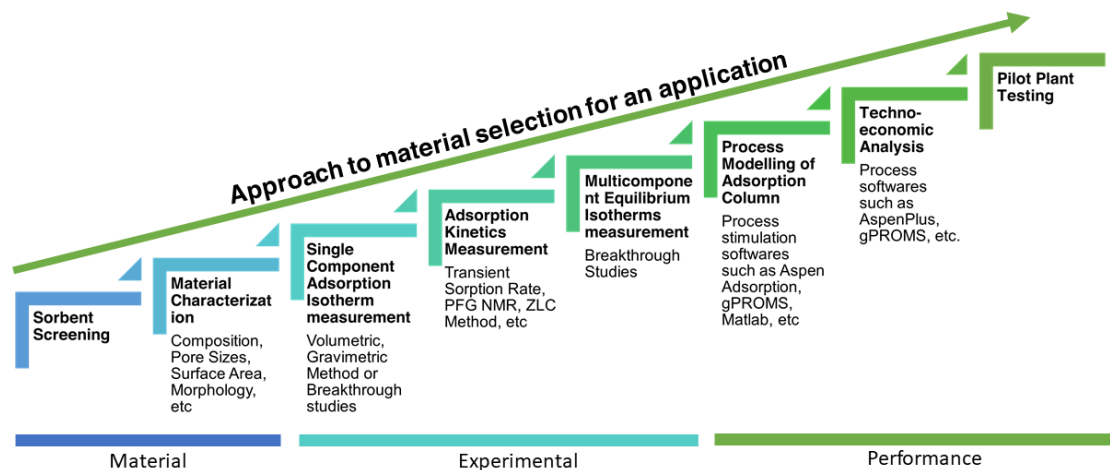 Approach to material selection for an application
Sorbent
Screening
Material
Characterizat
ion
Composition,
Pore Sizes,
Surface Area,
Morphology,
etc
Single
Component
Adsorption
Isotherm
measurement
Volumetric,
Gravimetric
Method or
Breakthrough
studies
Adsorption
Kinetics
Measurement
Transient
Sorption Rate,
PFG NMR, ZLC
Method, etc
Multicompone
nt Equilibrium
Isotherms
measurement
Breakthrough
Studies
Process
Modelling of
Adsorption
Column
Process
stimulation
softwares
such as Aspen
Adsorption,
gPROMS,
Matlab, etc
Techno-
economic
Analysis
Process
softwares
such as
AspenPlus,
gPROMS, etc.
Pilot Plant
Testing
Material
Experimental
Performance